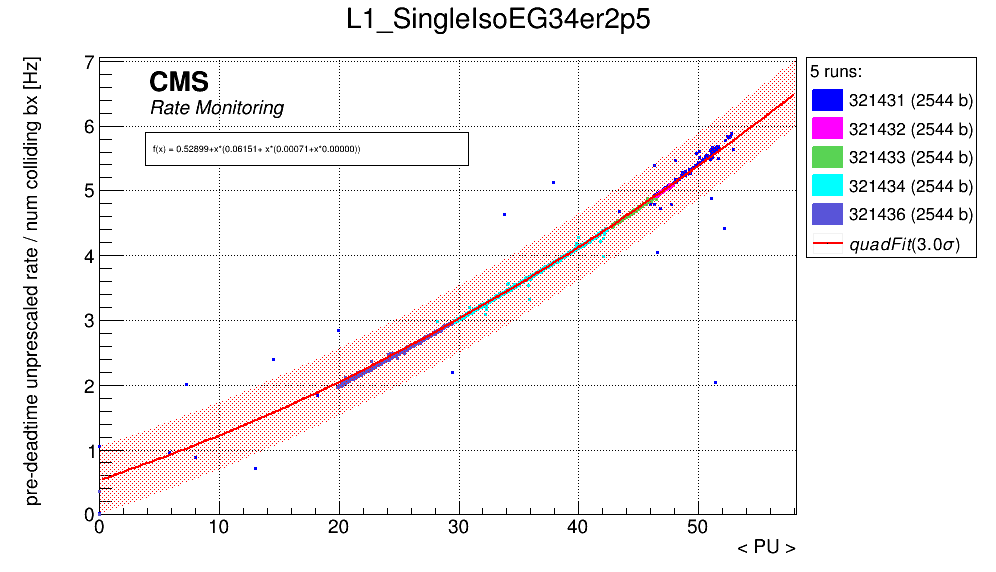 L1_SingleIsoEG34er2p5
pre-deadtime unprescaled rate / num colliding bx [Hz]
7
6
5
4
3
2
1
0
CMS
Rate Monitoring
f(x) = 0.52899+x*(0.06151+ x*(0.00071+x*0.00000))
0 10 20 30 40 50
< PU >
5 runs:
321431 (2544 b)
321432 (2544 b)
321433 (2544 b)
321434 (2544 b)
321436 (2544 b)
quadFit(3.0σ)